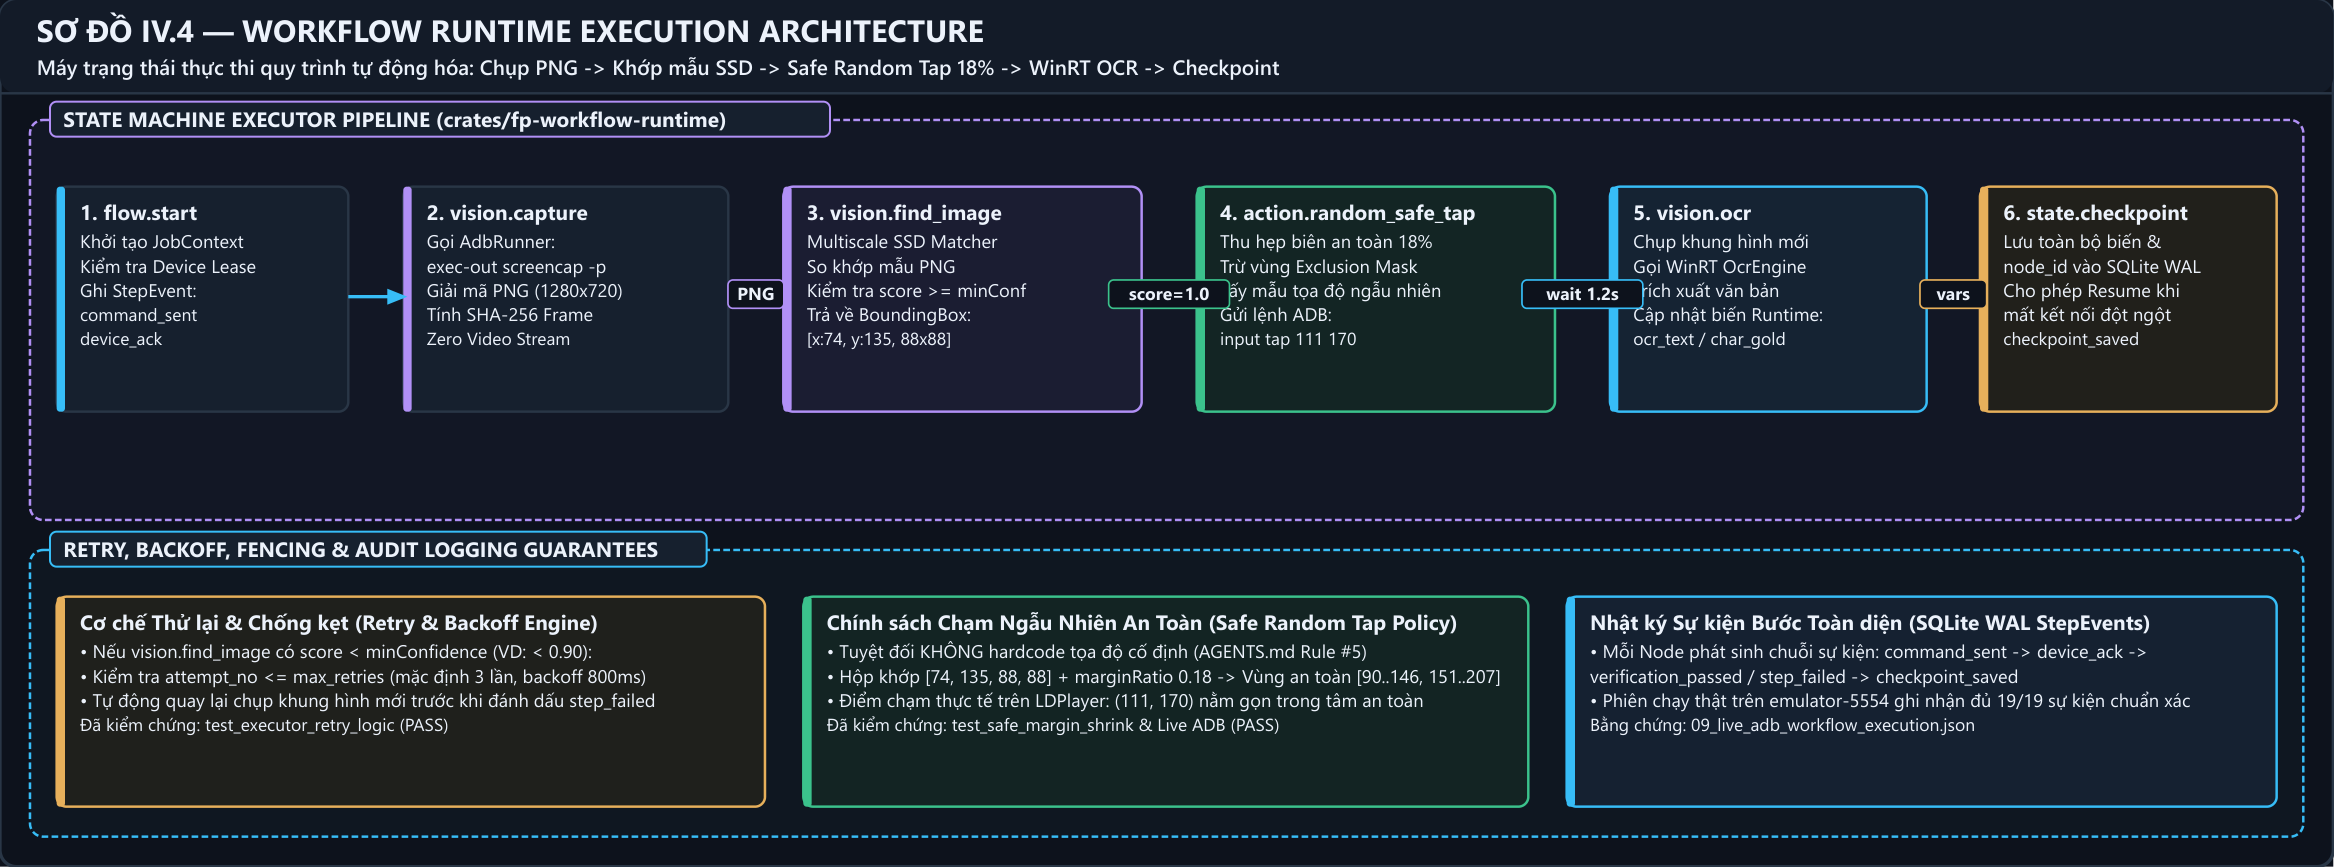 SƠ ĐỒ IV.4 — WORKFLOW RUNTIME EXECUTION ARCHITECTURE
Máy trạng thái thực thi quy trình tự động hóa: Chụp PNG -> Khớp mẫu SSD -> Safe Random Tap 18% -> WinRT OCR -> Checkpoint
STATE MACHINE EXECUTOR PIPELINE (crates/fp-workflow-runtime)
1. flow.start
Khởi tạo JobContext
Kiểm tra Device Lease
Ghi StepEvent:
command_sent
device_ack
2. vision.capture
Gọi AdbRunner:
exec-out screencap -p
Giải mã PNG (1280x720)
Tính SHA-256 Frame
Zero Video Stream
PNG
3. vision.find_image
Multiscale SSD Matcher
So khớp mẫu PNG
Kiểm tra score >= minConf
Trả về BoundingBox:
[x:74, y:135, 88x88]
score=1.0
4. action.random_safe_tap
Thu hẹp biên an toàn 18%
Trừ vùng Exclusion Mask
mẫu tọa độ ngẫu nhiên
Gửi lệnh ADB:
input tap 111 170
wait 1.2s
5. vision.ocr
Chụp khung hình mới
Gọi WinRT OcrEngine
xuất văn bản
Cập nhật biến Runtime:
ocr_text / char_gold
vars
6. state.checkpoint
Lưu toàn bộ biến &
node_id vào SQLite WAL
Cho phép Resume khi
mất kết nối đột ngột
checkpoint_saved
RETRY, BACKOFF, FENCING & AUDIT LOGGING GUARANTEES
Cơ chế Thử lại & Chống kẹt (Retry & Backoff Engine)
• Nếu vision.find_image có score < minConfidence (VD: < 0.90):
• Kiểm tra attempt_no <= max_retries (mặc định 3 lần, backoff 800ms)
• Tự động quay lại chụp khung hình mới trước khi đánh dấu step_failed
Đã kiểm chứng: test_executor_retry_logic (PASS)
Chính sách Chạm Ngẫu Nhiên An Toàn (Safe Random Tap Policy)
• Tuyệt đối KHÔNG hardcode tọa độ cố định (AGENTS.md Rule #5)
• Hộp khớp [74, 135, 88, 88] + marginRatio 0.18 -> Vùng an toàn [90..146, 151..207]
• Điểm chạm thực tế trên LDPlayer: (111, 170) nằm gọn trong tâm an toàn
Đã kiểm chứng: test_safe_margin_shrink & Live ADB (PASS)
Nhật ký Sự kiện Bước Toàn diện (SQLite WAL StepEvents)
• Mỗi Node phát sinh chuỗi sự kiện: command_sent -> device_ack ->
verification_passed / step_failed -> checkpoint_saved
• Phiên chạy thật trên emulator-5554 ghi nhận đủ 19/19 sự kiện chuẩn xác
Bằng chứng: 09_live_adb_workflow_execution.json